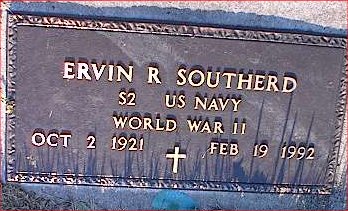 ERVIN R SOUTHERD
S2 US NAVY
WORLD WAR II
OCT 2 1921 FEB 19 1992